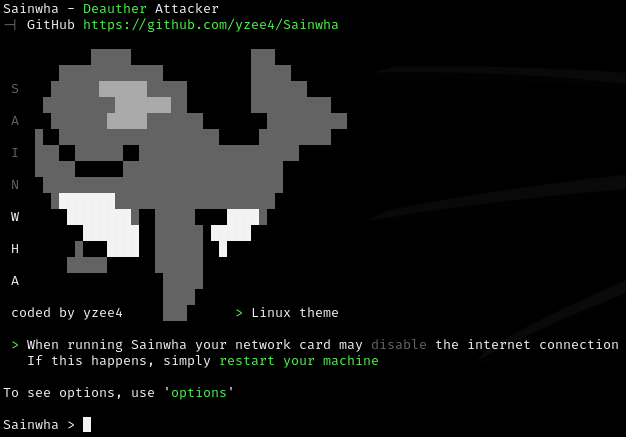 Sainwha - Deauther Attacker
─┤ GitHub https://github.com/yzee4/Sainwha
S
A
I
N
W
H
A
coded by yzee4 > Linux theme
> When running Sainwha your network card may disable the internet connection
If this happens, simply restart your machine
To see options, use 'options'
Sainwha >